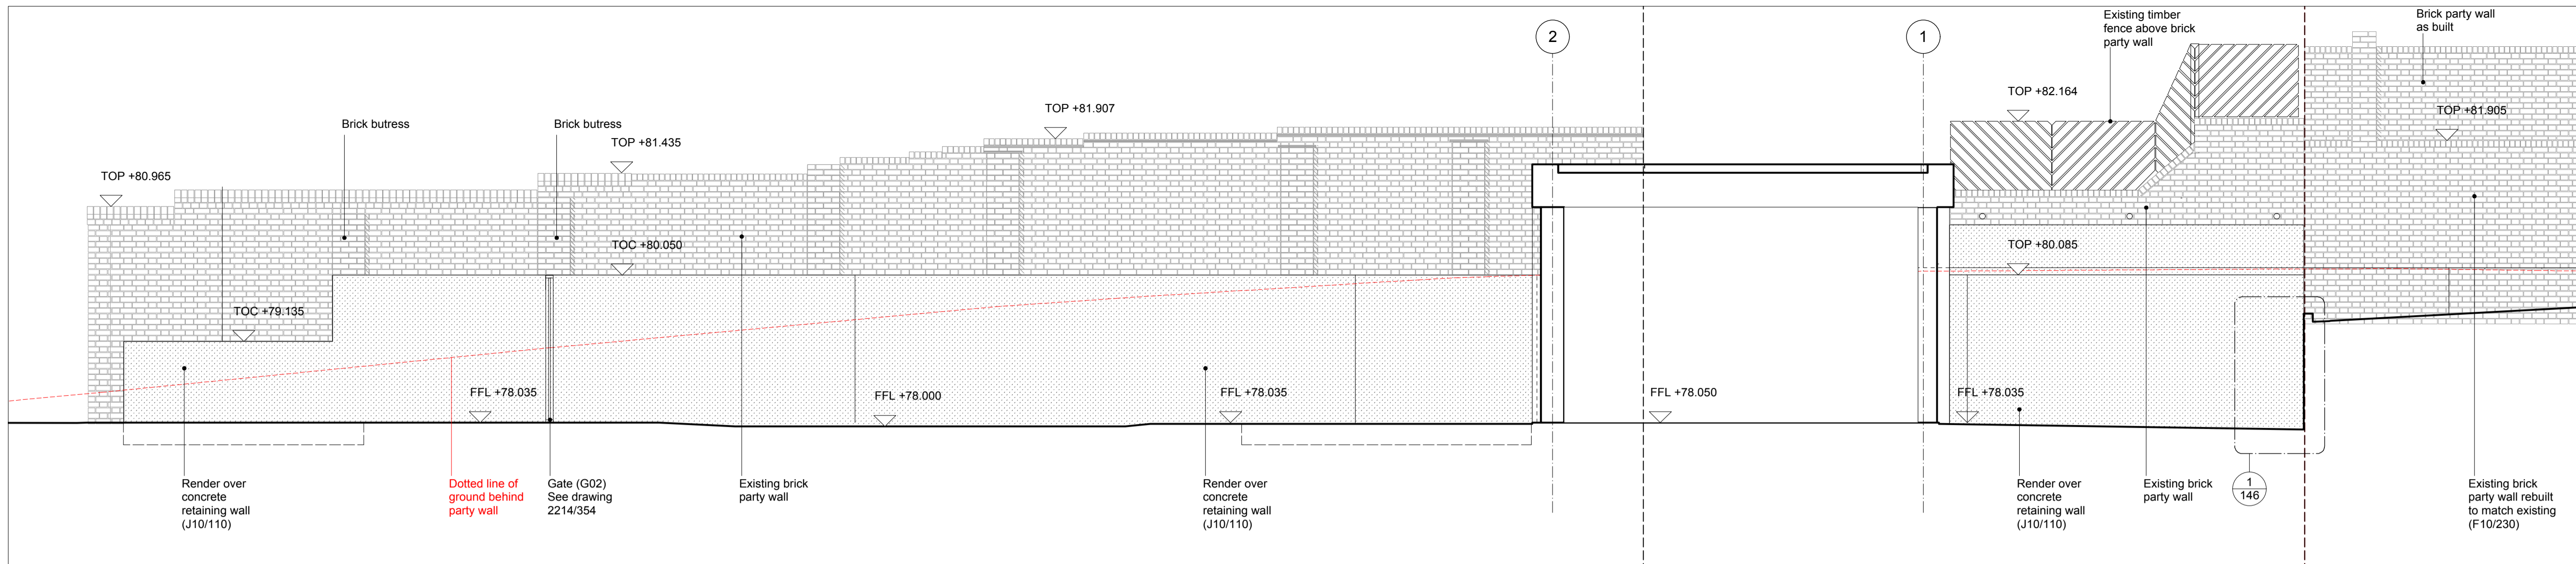 2
1
Existing timber
fence above brick
party wall
Brick party wall
as built
TOP +82.164
TOP +81.907
TOP +81.905
Brick butress
Brick butress
TOP +81.435
TOP +80.965
TOC +80.050
TOP +80.085
TOC +79.135
FFL +78.035
FFL +78.000
FFL +78.035
FFL +78.050
FFL +78.035
Render over
concrete
retaining wall
(J10/110)
Dotted line of
ground behind
party wall
Gate (G02)
See drawing
2214/354
Existing brick
party wall
Render over
concrete
retaining wall
(J10/110)
Render over
concrete
retaining wall
(J10/110)
Existing brick
party wall
1
146
Existing brick
party wall rebuilt
to match existing
(F10/230)